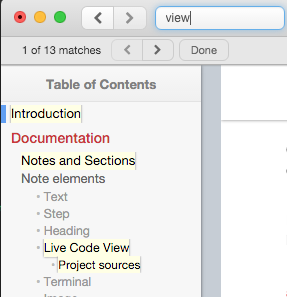 view
1 of 13 matches
Done
Table of Contents
Introduction
Documentation
Notes and Sections
Note elements
• Text
• Step
• Heading
• Live Code View
• Project sources
• Terminal